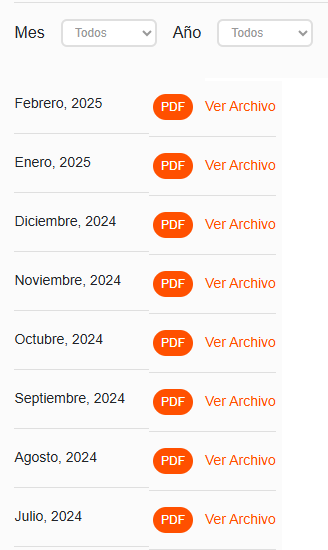 Mes Todos Año Todos
Febrero, 2025 PDF Ver Archivo
Enero, 2025 PDF Ver Archivo
Diciembre, 2024 PDF Ver Archivo
Noviembre, 2024 PDF Ver Archivo
Octubre, 2024 PDF Ver Archivo
Septiembre, 2024 PDF Ver Archivo
Agosto, 2024 PDF Ver Archivo
Julio, 2024 PDF Ver Archivo